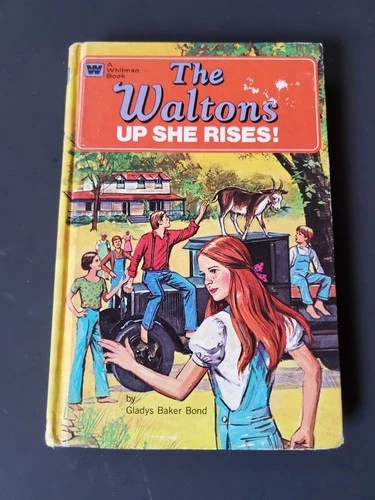 W
A
Whitman
Book
The
Waltons
UP SHE RISES!
by
Gladys Baker Bond